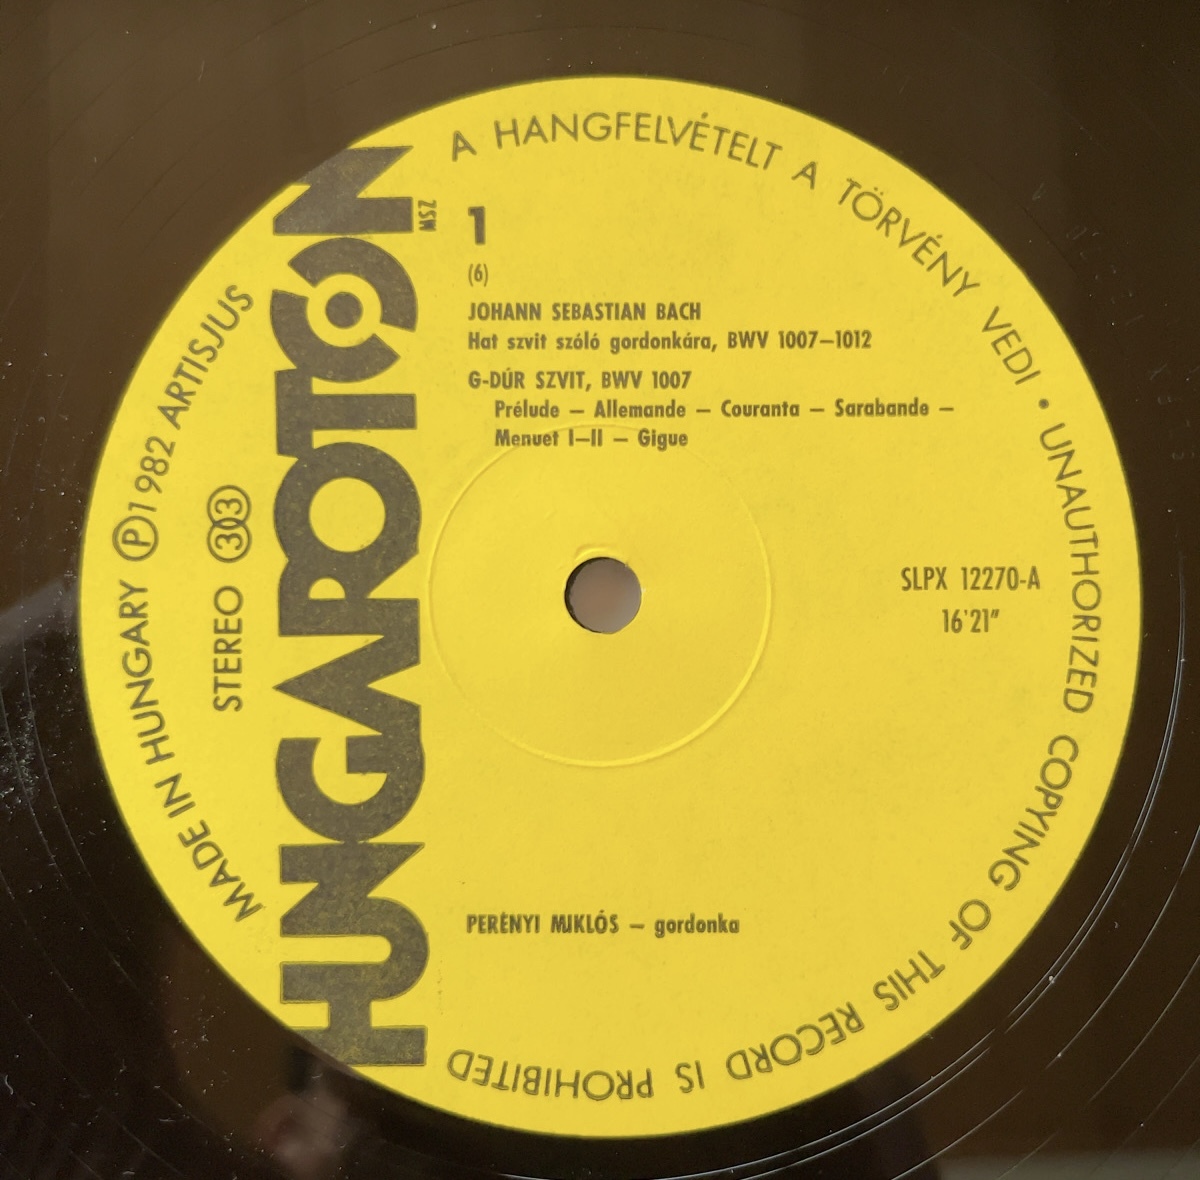 A HANGFELVÉTELT A TÖRVÉNY VEDI • UNAUTHORIZED COPYING OF THIS RECORD IS PROHIBITED
MADE IN HUNGARY Ⓟ 1982 ARTISJUS
STEREO 303
HUNGAROTON
MSZ
1
(6)
JOHANN SEBASTIAN BACH
Hat szvit szóló gordonkára, BWV 1007–1012
G-DÚR SZVIT, BWV 1007
Prélude – Allemande – Couranta – Sarabande –
Menuet I–II – Gigue
SLPX 12270-A
16'21"
PERÉNYI MIKLÓS – gordonka